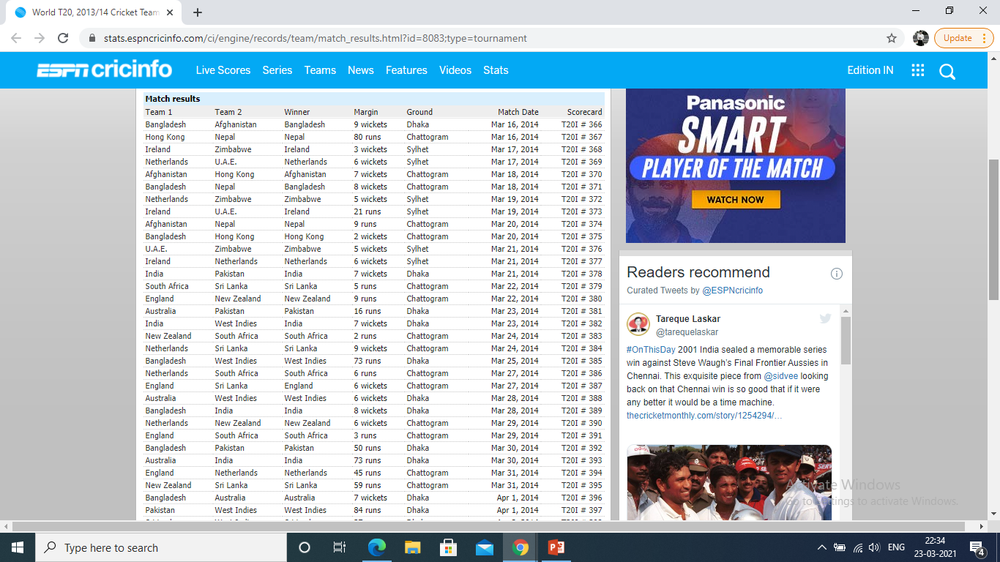 World T20, 2013/14 Cricket Team
stats.espncricinfo.com/ci/engine/records/team/match_results.html?id=8083;type=tournament
Update
ESPN cricinfo Live Scores Series Teams News Features Videos Stats Edition IN
Match results
Team 1 Team 2 Winner Margin Ground Match Date Scorecard
Bangladesh Afghanistan Bangladesh 9 wickets Dhaka Mar 16, 2014 T20I # 366
Hong Kong Nepal Nepal 80 runs Chattogram Mar 16, 2014 T20I # 367
Ireland Zimbabwe Ireland 3 wickets Sylhet Mar 17, 2014 T20I # 368
Netherlands U.A.E. Netherlands 6 wickets Sylhet Mar 17, 2014 T20I # 369
Afghanistan Hong Kong Afghanistan 7 wickets Chattogram Mar 18, 2014 T20I # 370
Bangladesh Nepal Bangladesh 8 wickets Chattogram Mar 18, 2014 T20I # 371
Netherlands Zimbabwe Zimbabwe 5 wickets Sylhet Mar 19, 2014 T20I # 372
Ireland U.A.E. Ireland 21 runs Sylhet Mar 19, 2014 T20I # 373
Afghanistan Nepal Nepal 9 runs Chattogram Mar 20, 2014 T20I # 374
Bangladesh Hong Kong Hong Kong 2 wickets Chattogram Mar 20, 2014 T20I # 375
U.A.E. Zimbabwe Zimbabwe 5 wickets Sylhet Mar 21, 2014 T20I # 376
Ireland Netherlands Netherlands 6 wickets Sylhet Mar 21, 2014 T20I # 377
India Pakistan India 7 wickets Dhaka Mar 21, 2014 T20I # 378
South Africa Sri Lanka Sri Lanka 5 runs Chattogram Mar 22, 2014 T20I # 379
England New Zealand New Zealand 9 runs Chattogram Mar 22, 2014 T20I # 380
Australia Pakistan Pakistan 16 runs Dhaka Mar 23, 2014 T20I # 381
India West Indies India 7 wickets Dhaka Mar 23, 2014 T20I # 382
New Zealand South Africa South Africa 2 runs Chattogram Mar 24, 2014 T20I # 383
Netherlands Sri Lanka Sri Lanka 9 wickets Chattogram Mar 24, 2014 T20I # 384
Bangladesh West Indies West Indies 73 runs Dhaka Mar 25, 2014 T20I # 385
Netherlands South Africa South Africa 6 runs Chattogram Mar 27, 2014 T20I # 386
England Sri Lanka England 6 wickets Chattogram Mar 27, 2014 T20I # 387
Australia West Indies West Indies 6 wickets Dhaka Mar 28, 2014 T20I # 388
Bangladesh India India 8 wickets Dhaka Mar 28, 2014 T20I # 389
Netherlands New Zealand New Zealand 6 wickets Chattogram Mar 29, 2014 T20I # 390
England South Africa South Africa 3 runs Chattogram Mar 29, 2014 T20I # 391
Bangladesh Pakistan Pakistan 50 runs Dhaka Mar 30, 2014 T20I # 392
Australia India India 73 runs Dhaka Mar 30, 2014 T20I # 393
England Netherlands Netherlands 45 runs Chattogram Mar 31, 2014 T20I # 394
New Zealand Sri Lanka Sri Lanka 59 runs Chattogram Mar 31, 2014 T20I # 395
Bangladesh Australia Australia 7 wickets Dhaka Apr 1, 2014 T20I # 396
Pakistan West Indies West Indies 84 runs Dhaka Apr 1, 2014 T20I # 397
Panasonic
SMART
PLAYER OF THE MATCH
WATCH NOW
Readers recommend
Curated Tweets by @ESPNcricinfo
Tareque Laskar
@tarequelaskar
#OnThisDay 2001 India sealed a memorable series
win against Steve Waugh's Final Frontier Aussies in
Chennai. This exquisite piece from @sidvee looking
back on that Chennai win is so good that if it were
any better it would be a time machine.
thecricketmonthly.com/story/1254294/…
Activate Windows
Go to Settings to activate Windows.
Type here to search
ENG
22:34
23-03-2021
4